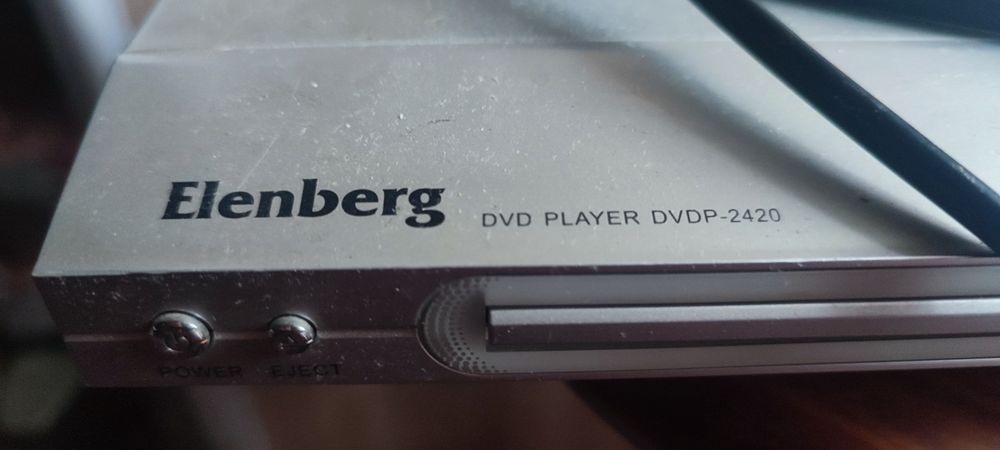 Elenberg DVD PLAYER DVDP-2420
POWER EJECT